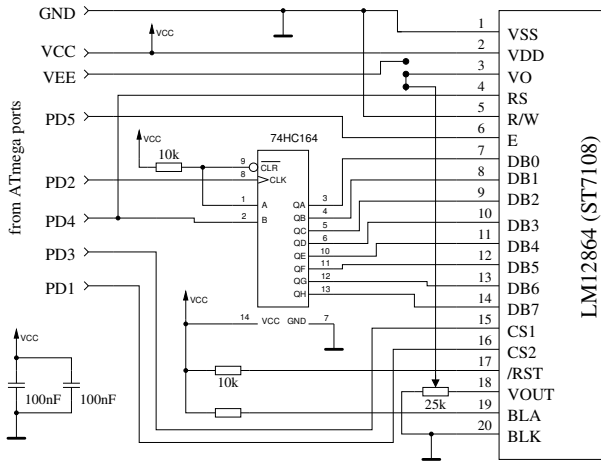 GND
VCC
VEE
PD5
PD2
PD4
PD3
PD1
from ATmega ports
VCC
VCC
10k
74HC164
9
CLR
8
CLK
1
A
2
B
QA
3
QB
4
QC
5
QD
6
QE
10
QF
11
QG
12
QH
13
14
VCC
GND
7
VCC
10k
25k
VCC
100nF
100nF
1
VSS
2
VDD
3
VO
4
RS
5
R/W
6
E
7
DB0
8
DB1
9
DB2
10
DB3
11
DB4
12
DB5
13
DB6
14
DB7
15
CS1
16
CS2
17
/RST
18
VOUT
19
BLA
20
BLK
LM12864 (ST7108)